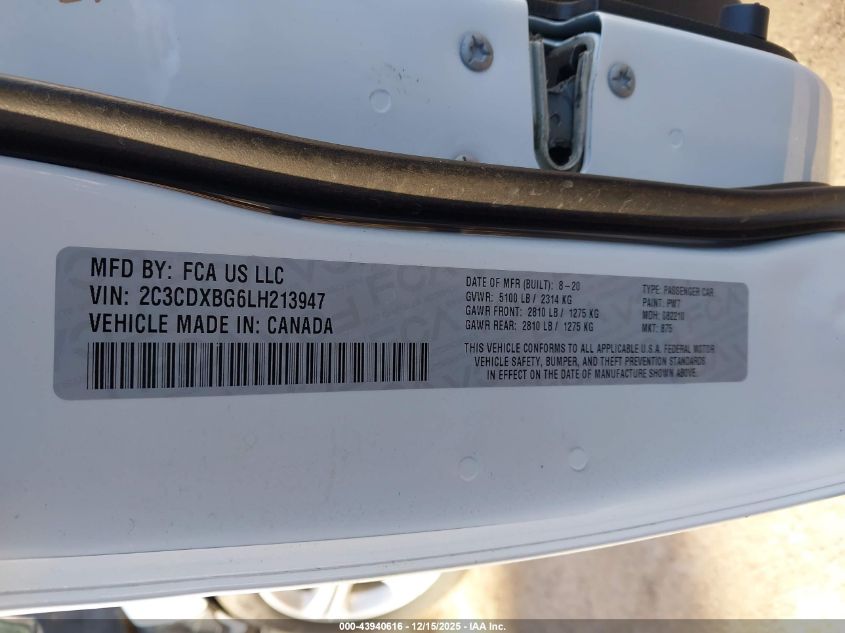 MFD BY: FCA US LLC
VIN: 2C3CDXBG6LH213947
VEHICLE MADE IN: CANADA
DATE OF MFR (BUILT): 8-20
GVWR: 5100 LB / 2314 KG
GAWR FRONT: 2810 LB / 1275 KG
GAWR REAR: 2810 LB / 1275 KG
TYPE: PASSENGER CAR
PAINT: PW7
MDH: 082210
MKT: B75
THIS VEHICLE CONFORMS TO ALL APPLICABLE U.S.A. FEDERAL MOTOR
VEHICLE SAFETY, BUMPER, AND THEFT PREVENTION STANDARDS
IN EFFECT ON THE DATE OF MANUFACTURE SHOWN ABOVE.
000-43940616 - 12/15/2025 - IAA Inc.